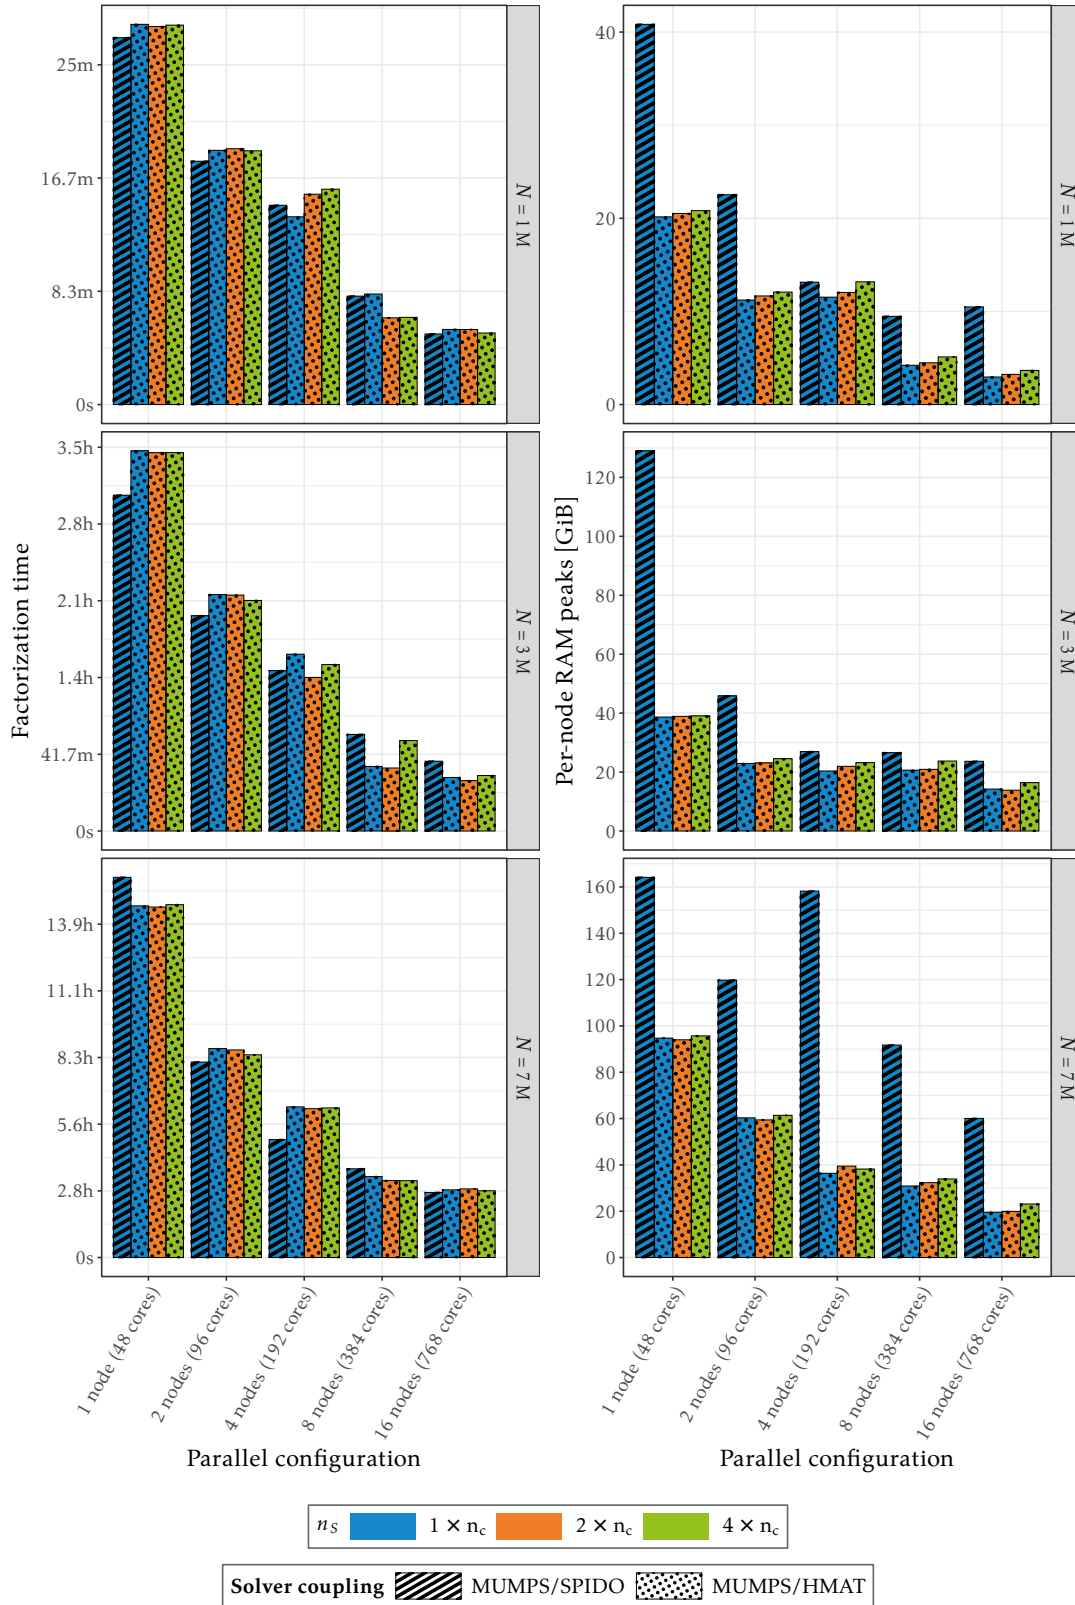 Factorization time
25m
16.7m
8.3m
0s
N = 1 M
3.5h
2.8h
2.1h
1.4h
41.7m
0s
N = 3 M
13.9h
11.1h
8.3h
5.6h
2.8h
0s
N = 7 M
1 node (48 cores)
2 nodes (96 cores)
4 nodes (192 cores)
8 nodes (384 cores)
16 nodes (768 cores)
Parallel configuration
Per-node RAM peaks [GiB]
40
20
0
N = 1 M
120
100
80
60
40
20
0
N = 3 M
160
140
120
100
80
60
40
20
0
N = 7 M
1 node (48 cores)
2 nodes (96 cores)
4 nodes (192 cores)
8 nodes (384 cores)
16 nodes (768 cores)
Parallel configuration
n_S 1 × n_c 2 × n_c 4 × n_c
Solver coupling MUMPS/SPIDO MUMPS/HMAT